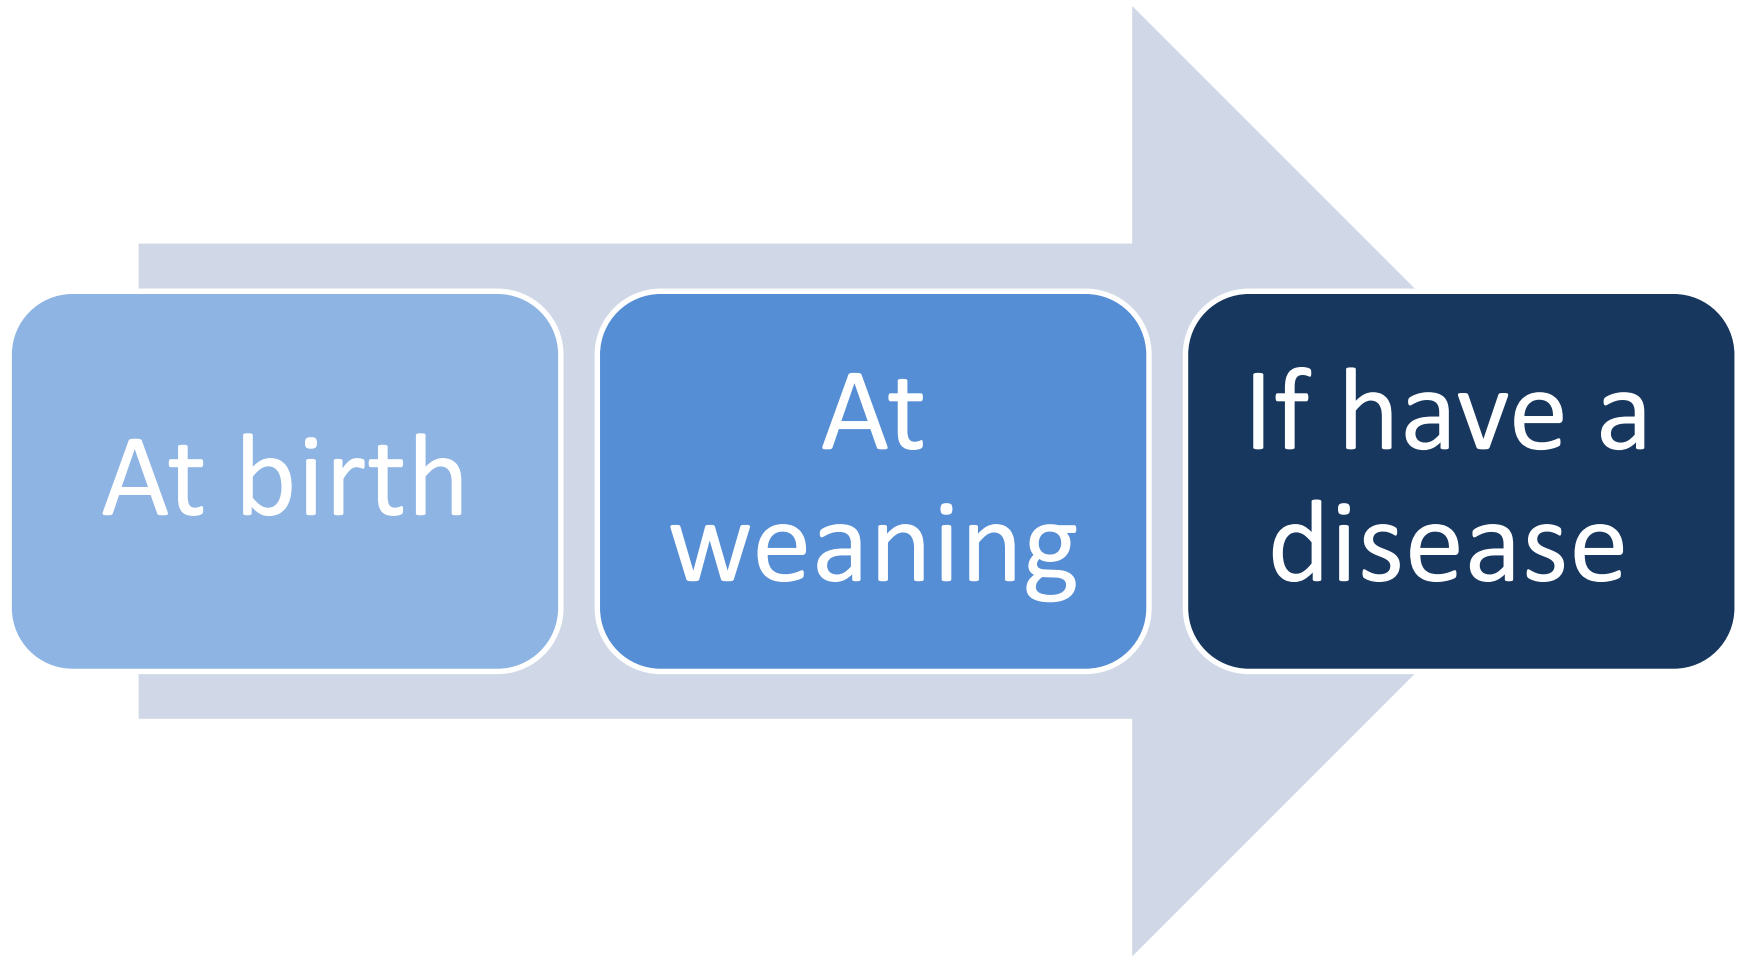 At birth
At
weaning
If have a
disease